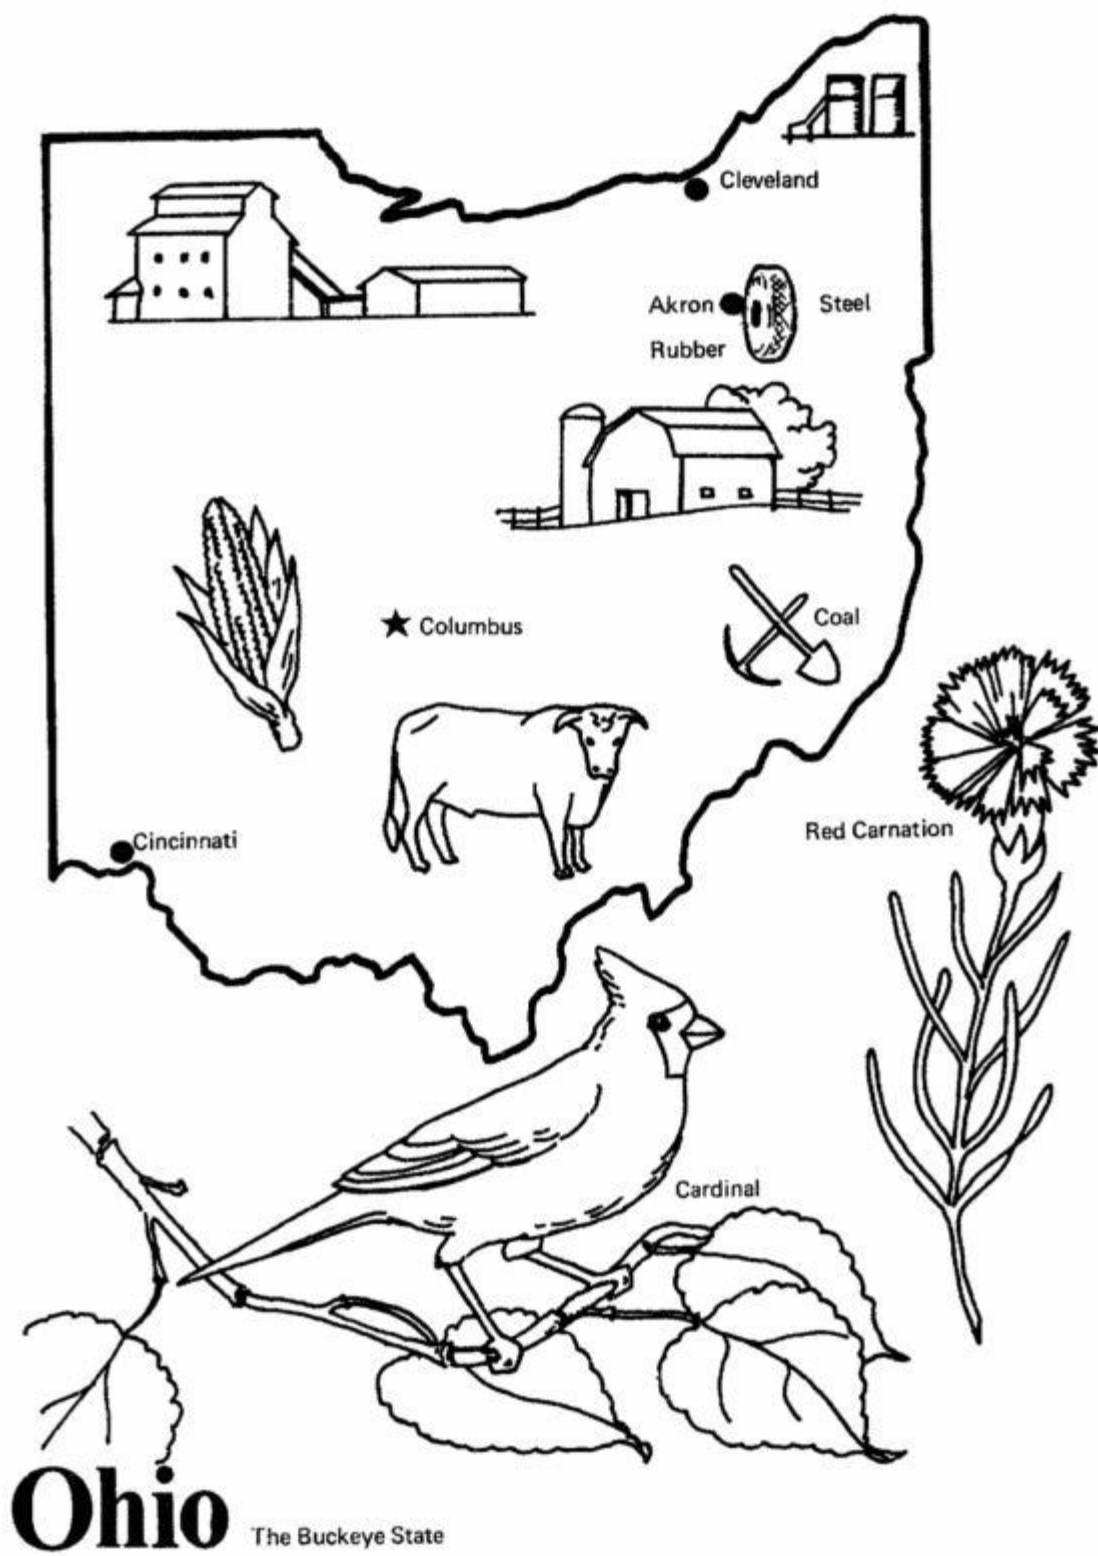 Cleveland
Akron
Steel
Rubber
Coal
Columbus
Cincinnati
Red Carnation
Cardinal
Ohio
The Buckeye State